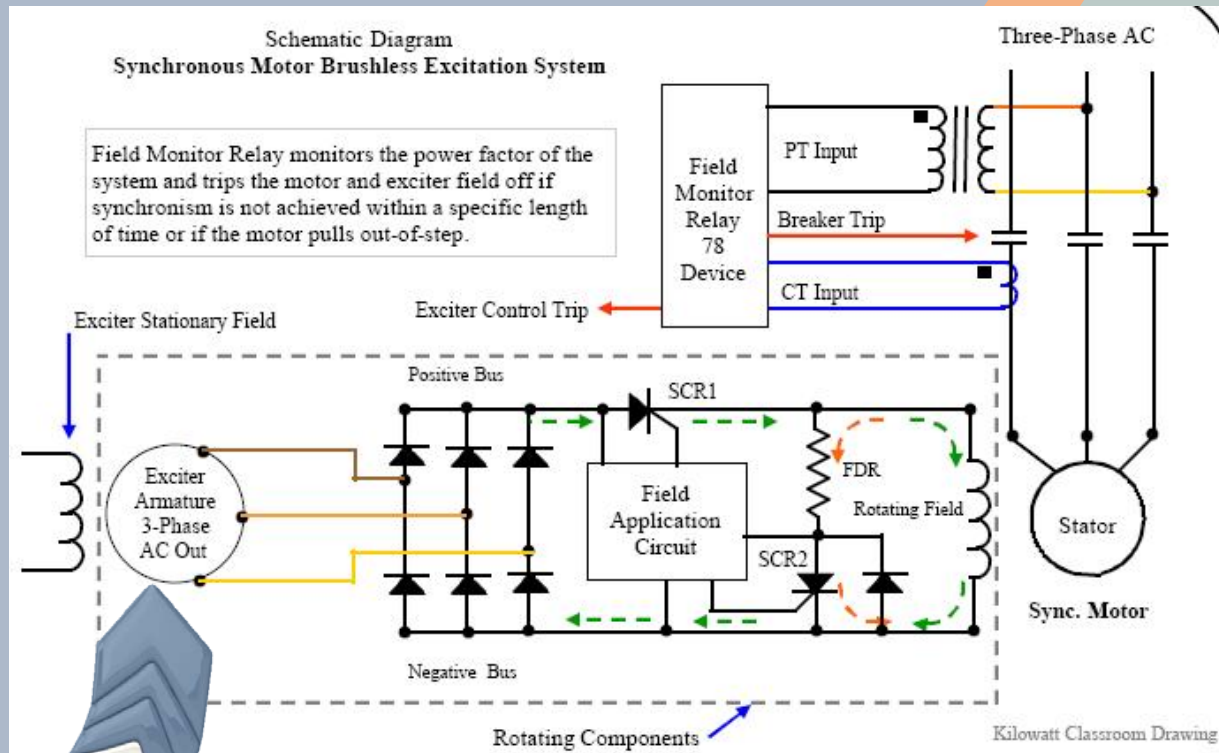 Schematic Diagram
Synchronous Motor Brushless Excitation System
Three-Phase AC
Field Monitor Relay monitors the power factor of the
system and trips the motor and exciter field off if
synchronism is not achieved within a specific length
of time or if the motor pulls out-of-step.
Field
Monitor
Relay
78
Device
PT Input
Breaker Trip
CT Input
Exciter Control Trip
Exciter Stationary Field
Positive Bus
SCR1
Exciter
Armature
3-Phase
AC Out
Field
Application
Circuit
FDR
Rotating Field
SCR2
Stator
Sync. Motor
Negative Bus
Rotating Components
Kilowatt Classroom Drawing